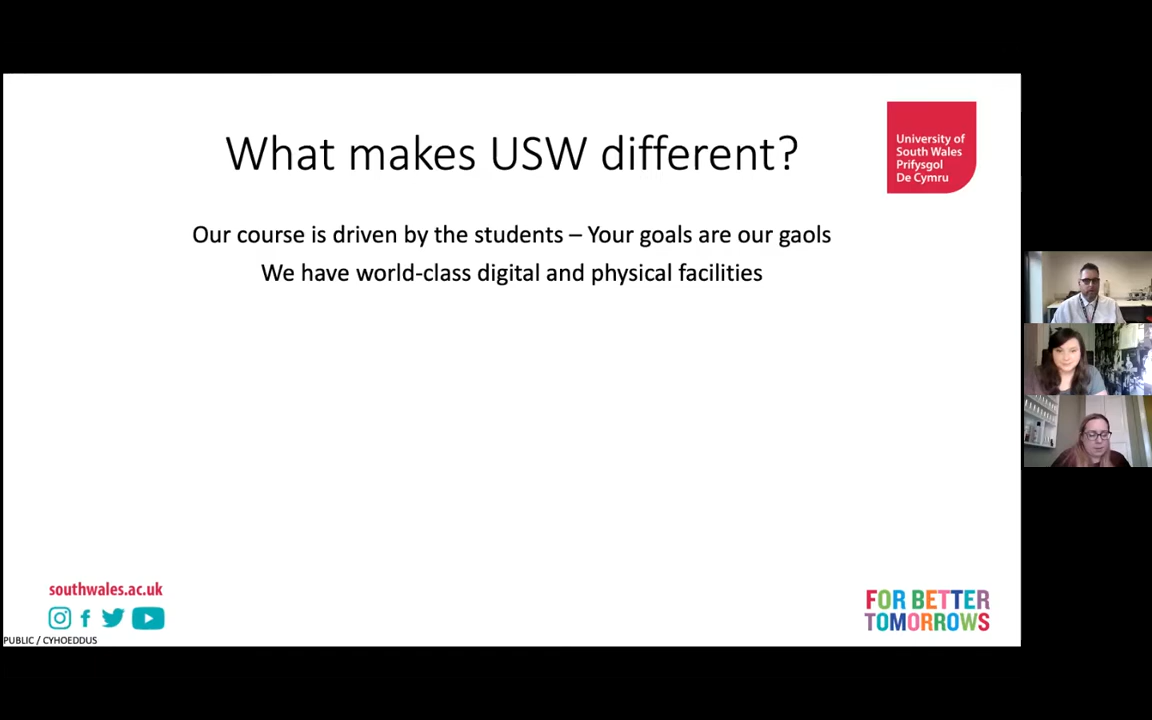 What makes USW different?
University of
South Wales
Prifysgol
De Cymru
Our course is driven by the students – Your goals are our gaols
We have world-class digital and physical facilities
southwales.ac.uk
FOR BETTER
TOMORROWS
PUBLIC / CYHOEDDUS